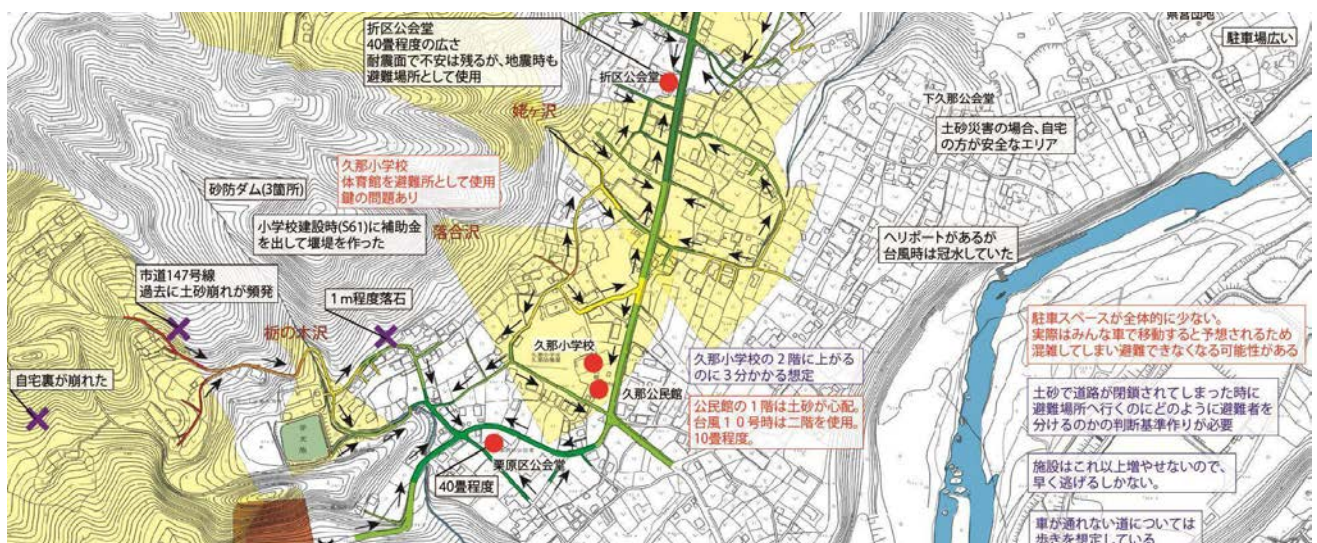 折区公会堂
40畳程度の広さ
耐震面で不安は残るが、地震時も
避難場所として使用
県営団地
駐車場広い
折区公会堂
下久那公会堂
姥ヶ沢
土砂災害の場合、自宅
の方が安全なエリア
久那小学校
体育館を避難所として使用
鍵の問題あり
砂防ダム(3箇所)
小学校建設時(S61)に補助金
を出して堰堤を作った
落合沢
ヘリポートがあるが
台風時は冠水していた
市道147号線
過去に土砂崩れが頻発
1m程度落石
栃の木沢
駐車スペースが全体的に少ない。
実際はみんな車で移動すると予想されるため
混雑してしまい避難できなくなる可能性がある
久那小学校
久那小学校の2階に上がる
のに3分かかる想定
自宅裏が崩れた
久那公民館
土砂で道路が閉鎖されてしまった時に
避難場所へ行くのにどのように避難者を
分けるのかの判断基準作りが必要
公民館の1階は土砂が心配。
台風10号時は二階を使用。
10畳程度。
栗原区公会堂
40畳程度
施設はこれ以上増やせないので、
早く逃げるしかない。
車が通れない道については
歩きを想定している